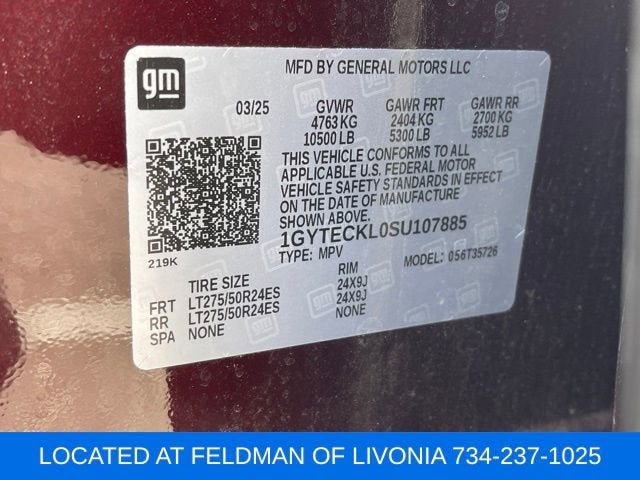 gm
MFD BY GENERAL MOTORS LLC
03/25 GVWR GAWR FRT GAWR RR
4763 KG 2404 KG 2700 KG
10500 LB 5300 LB 5952 LB
THIS VEHICLE CONFORMS TO ALL
APPLICABLE U.S. FEDERAL MOTOR
VEHICLE SAFETY STANDARDS IN EFFECT
ON THE DATE OF MANUFACTURE
SHOWN ABOVE.
1GYTECKL0SU107885
219K TYPE: MPV MODEL: 056T35726
TIRE SIZE RIM
FRT LT275/50R24ES 24X9J
RR LT275/50R24ES 24X9J
SPA NONE NONE
LOCATED AT FELDMAN OF LIVONIA 734-237-1025